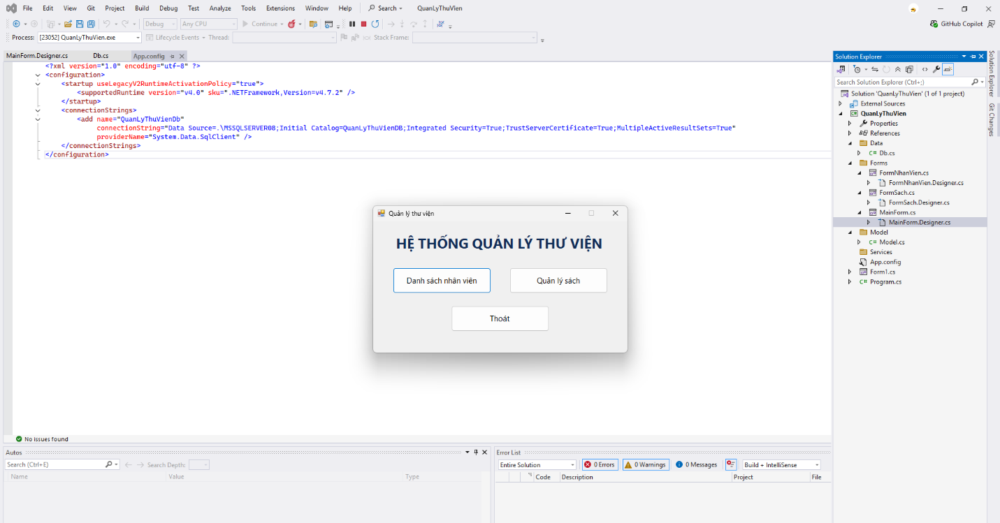 File Edit View Git Project Build Debug Test Analyze Tools Extensions Window Help Search QuanLyThuVien
Debug Any CPU Continue GitHub Copilot
Process: [23052] QuanLyThuVien.exe Lifecycle Events Thread: Stack Frame:
MainForm.Designer.cs Db.cs App.config
<?xml version="1.0" encoding="utf-8" ?>
<configuration>
<startup useLegacyV2RuntimeActivationPolicy="true">
<supportedRuntime version="v4.0" sku=".NETFramework,Version=v4.7.2" />
</startup>
<connectionStrings>
<add name="QuanLyThuVienDb"
connectionString="Data Source=.\MSSQLSERVER08;Initial Catalog=QuanLyThuVienDB;Integrated Security=True;TrustServerCertificate=True;MultipleActiveResultSets=True"
providerName="System.Data.SqlClient" />
</connectionStrings>
</configuration>
Quản lý thư viện
HỆ THỐNG QUẢN LÝ THƯ VIỆN
Danh sách nhân viên Quản lý sách
Thoát
No issues found
Autos
Search (Ctrl+E) Search Depth:
Name Value Type
Error List
Entire Solution 0 Errors 0 Warnings 0 Messages Build + IntelliSense
Code Description Project File
Solution Explorer
Search Solution Explorer (Ctrl+;)
Solution 'QuanLyThuVien' (1 of 1 project)
External Sources
QuanLyThuVien
Properties
References
Data
C# Db.cs
Forms
FormNhanVien.cs
FormNhanVien.Designer.cs
FormSach.cs
FormSach.Designer.cs
MainForm.cs
MainForm.Designer.cs
Model
C# Model.cs
Services
App.config
Form1.cs
C# Program.cs
Solution Explorer
Git Changes